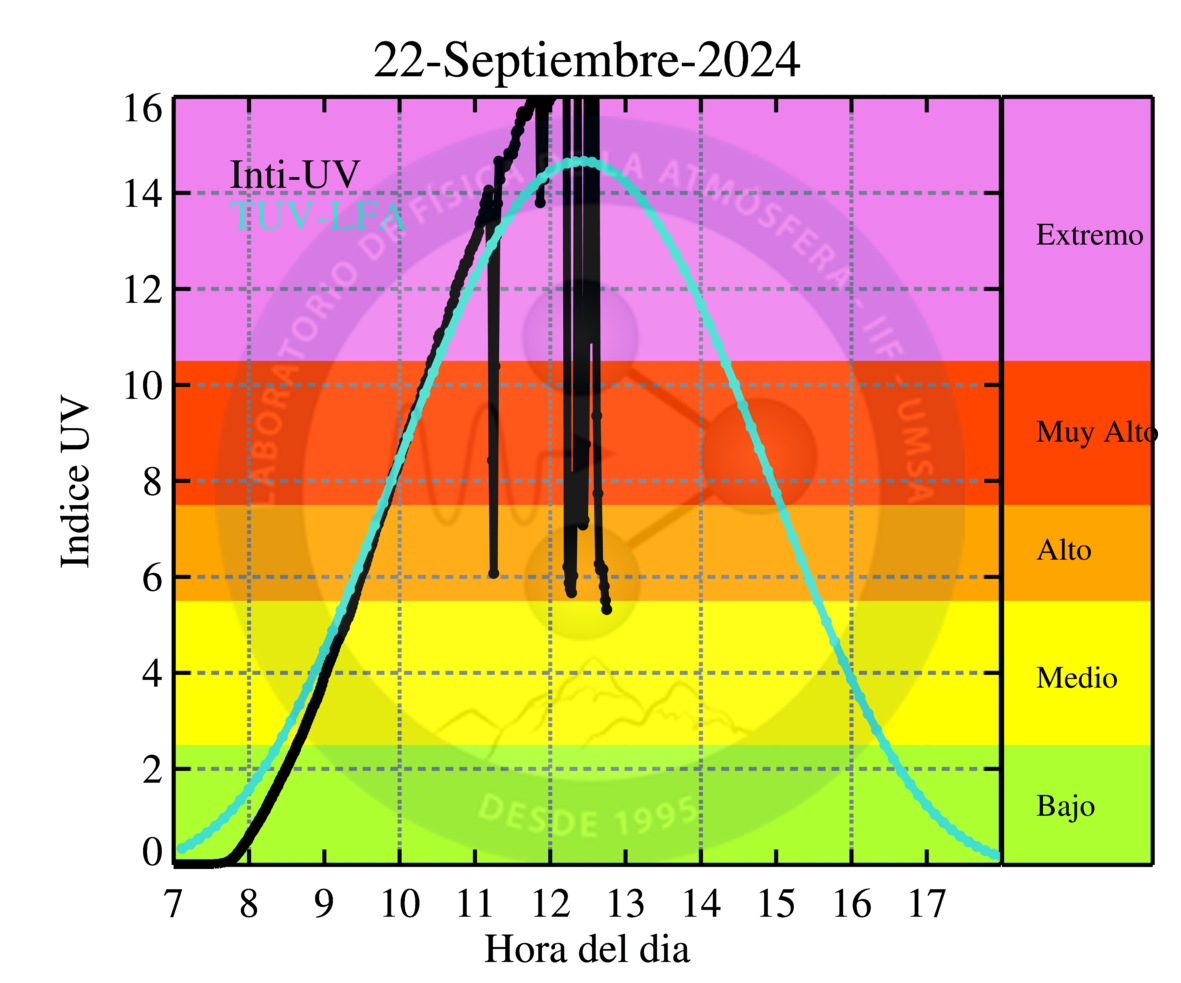 22-Septiembre-2024
16
14
12
10
8
6
4
2
0
Indice UV
Inti-UV
TUV-LFA
LABORATORIO DE FÍSICA DE LA ATMÓSFERA - IIF - UMSA
DESDE 1995
Extremo
Muy Alto
Alto
Medio
Bajo
7 8 9 10 11 12 13 14 15 16 17
Hora del dia